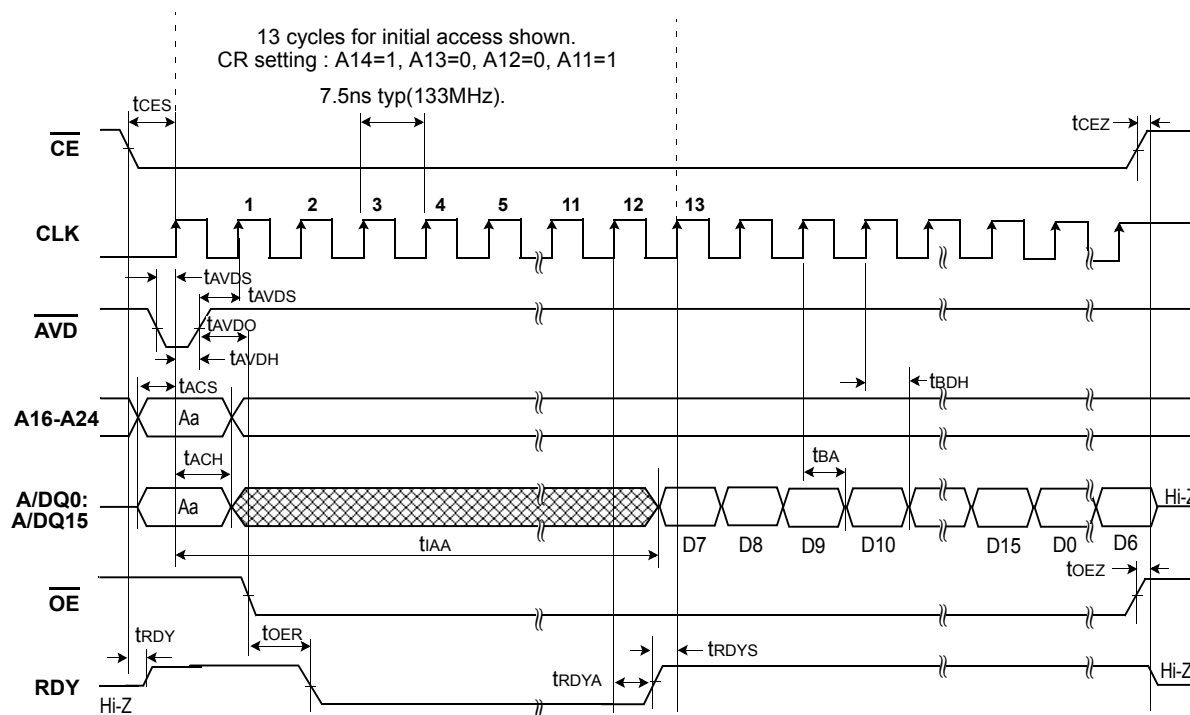 13 cycles for initial access shown.
CR setting : A14=1, A13=0, A12=0, A11=1
7.5ns typ(133MHz).
tCES
tCEZ
CE
1 2 3 4 5 11 12 13
CLK
tAVDS
tAVDS
AVD
tAVDO
tAVDH
tACS
tBDH
A16-A24
Aa
tACH
tBA
A/DQ0:
A/DQ15
Aa
Hi-Z
tIAA
D7 D8 D9 D10 D15 D0 D6
tOEZ
OE
tRDY
tOER
tRDYS
tRDYA
RDY
Hi-Z
Hi-Z